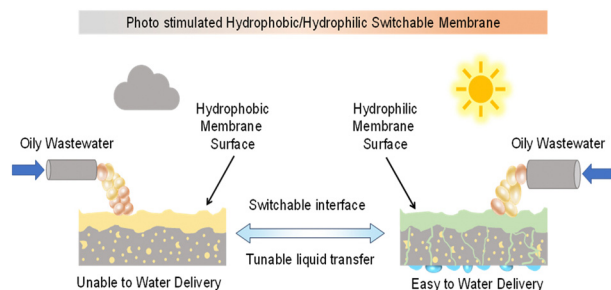 Photo stimulated Hydrophobic/Hydrophilic Switchable Membrane
Hydrophobic
Membrane
Surface
Hydrophilic
Membrane
Surface
Oily Wastewater
Oily Wastewater
Switchable interface
Tunable liquid transfer
Unable to Water Delivery
Easy to Water Delivery